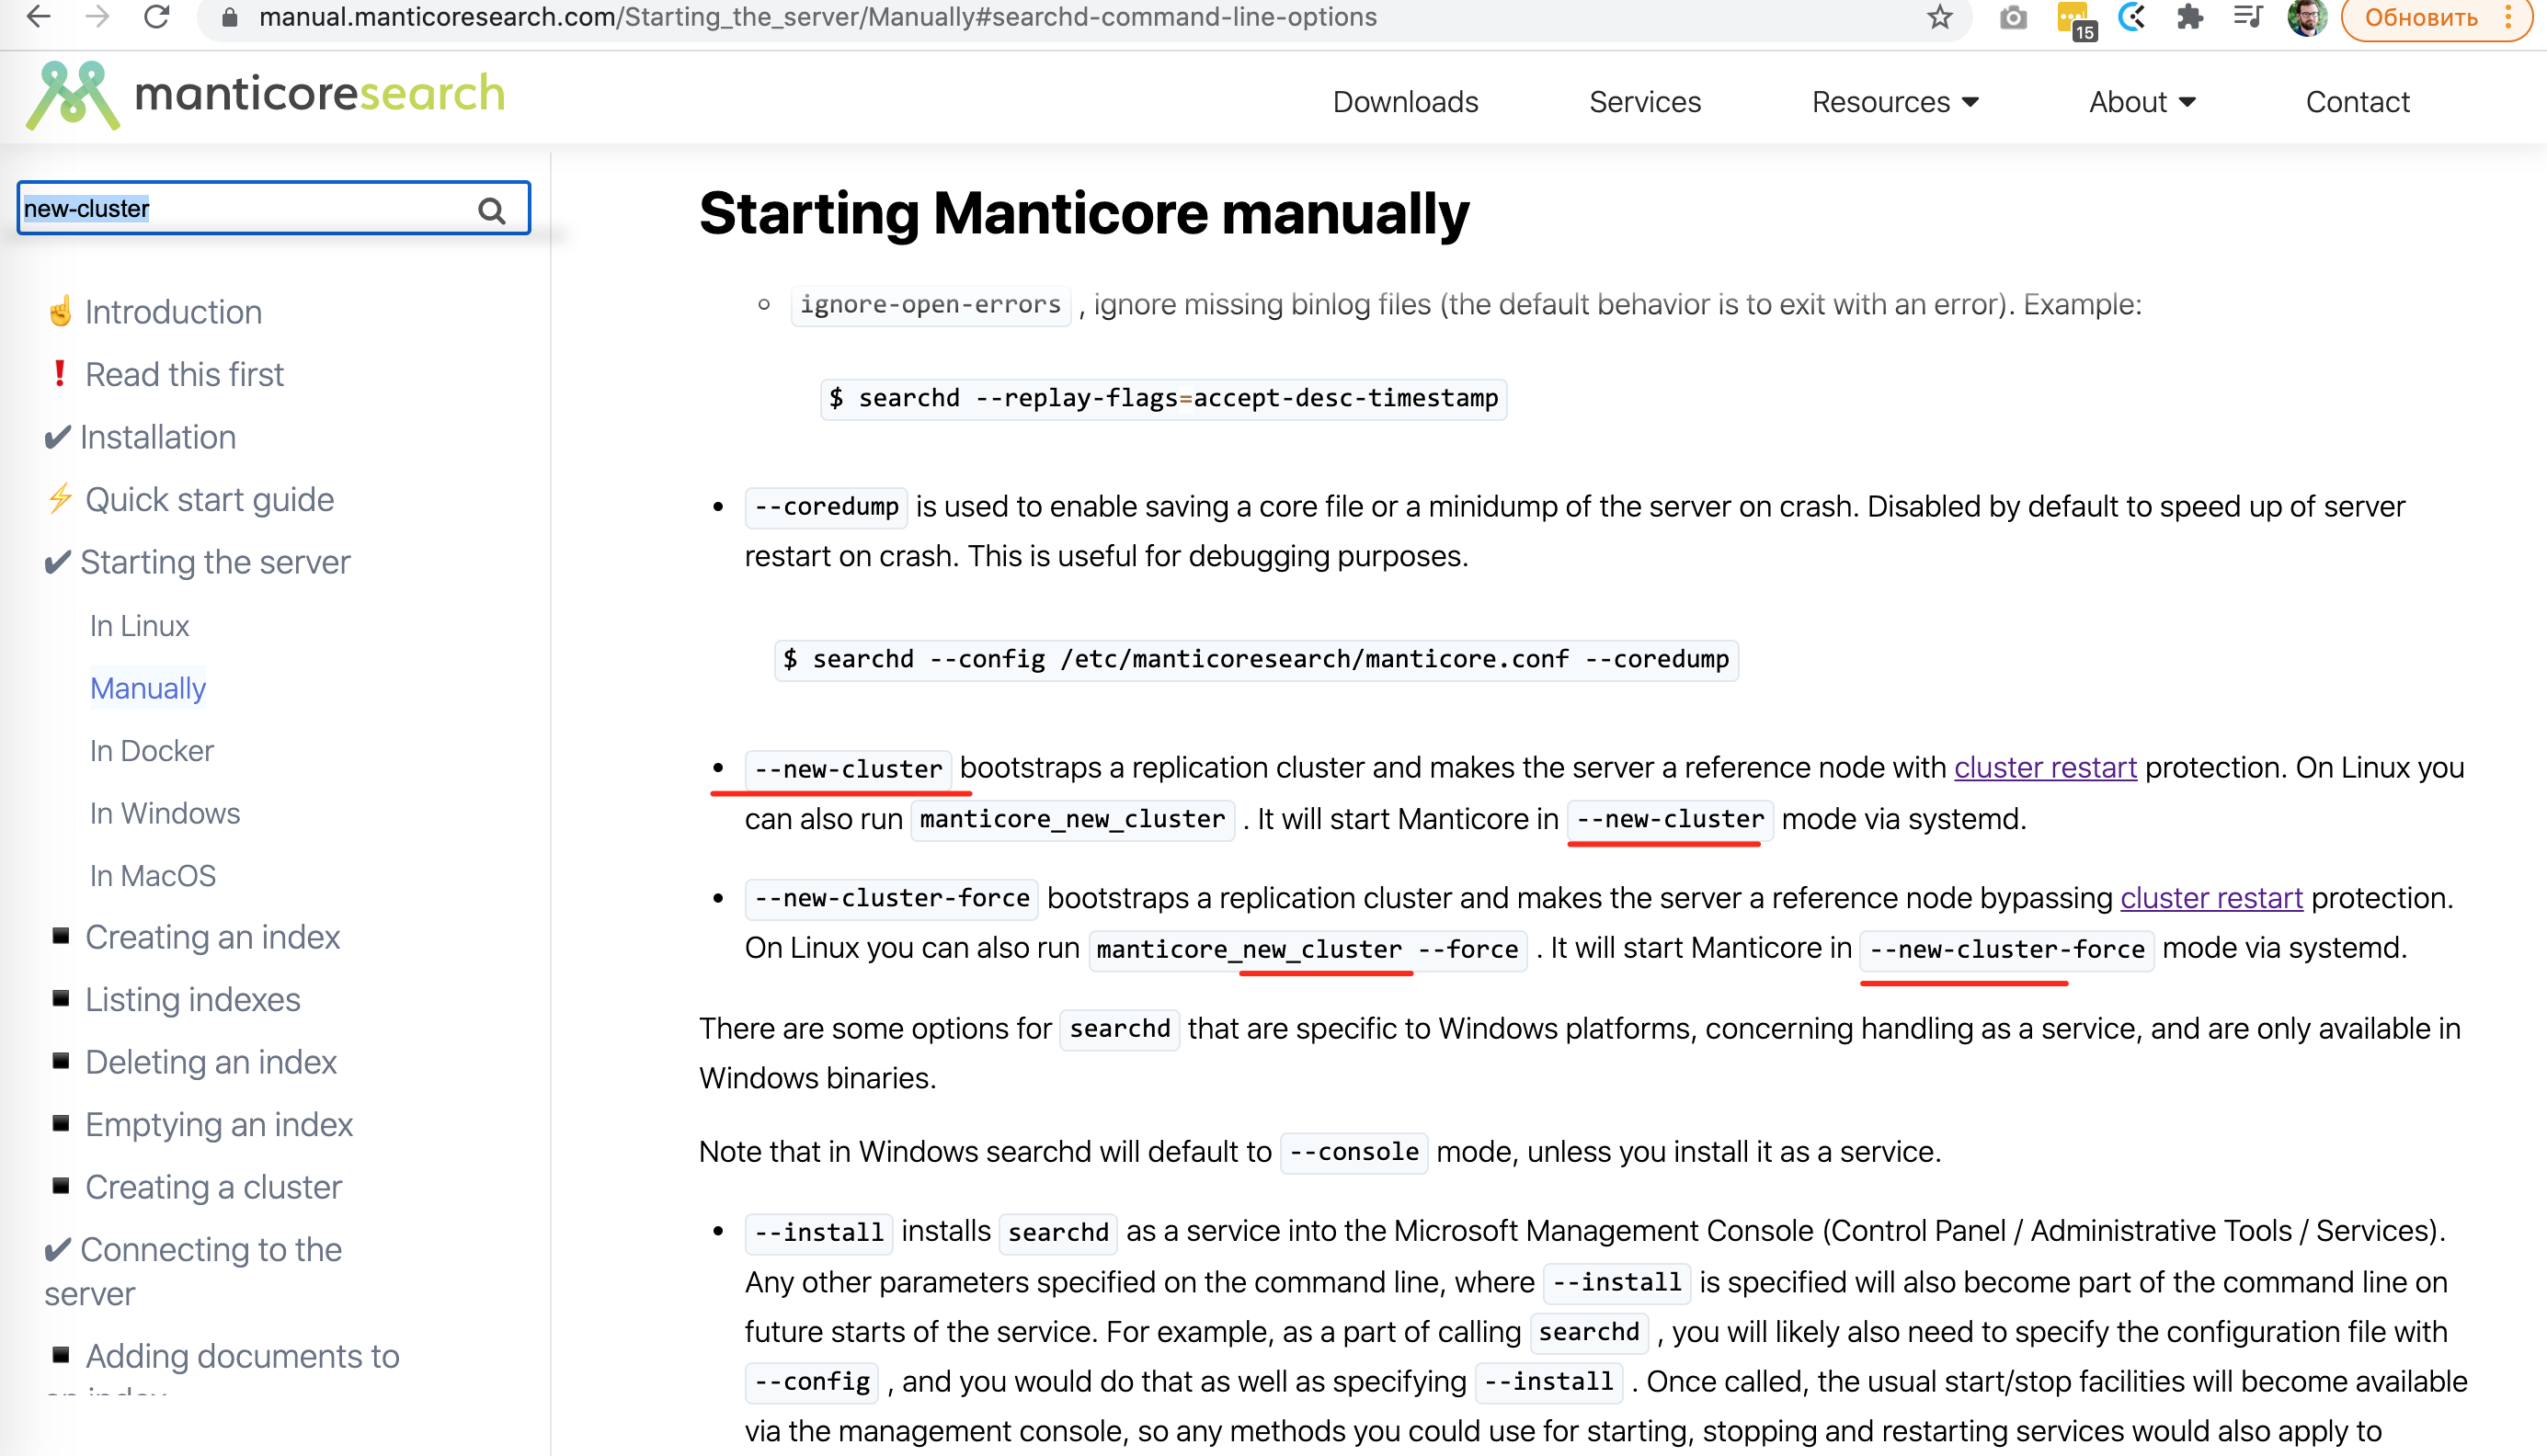 manual.manticoresearch.com/Starting_the_server/Manually#searchd-command-line-options
15
Обновить
manticoresearch
Downloads
Services
Resources
About
Contact
new-cluster
Introduction
Read this first
Installation
Quick start guide
Starting the server
In Linux
Manually
In Docker
In Windows
In MacOS
Creating an index
Listing indexes
Deleting an index
Emptying an index
Creating a cluster
Connecting to the
server
Adding documents to
Starting Manticore manually
ignore-open-errors , ignore missing binlog files (the default behavior is to exit with an error). Example:
$ searchd --replay-flags=accept-desc-timestamp
--coredump is used to enable saving a core file or a minidump of the server on crash. Disabled by default to speed up of server
restart on crash. This is useful for debugging purposes.
$ searchd --config /etc/manticoresearch/manticore.conf --coredump
--new-cluster bootstraps a replication cluster and makes the server a reference node with cluster restart protection. On Linux you
can also run manticore_new_cluster . It will start Manticore in --new-cluster mode via systemd.
--new-cluster-force bootstraps a replication cluster and makes the server a reference node bypassing cluster restart protection.
On Linux you can also run manticore_new_cluster --force . It will start Manticore in --new-cluster-force mode via systemd.
There are some options for searchd that are specific to Windows platforms, concerning handling as a service, and are only available in
Windows binaries.
Note that in Windows searchd will default to --console mode, unless you install it as a service.
--install installs searchd as a service into the Microsoft Management Console (Control Panel / Administrative Tools / Services).
Any other parameters specified on the command line, where --install is specified will also become part of the command line on
future starts of the service. For example, as a part of calling searchd , you will likely also need to specify the configuration file with
--config , and you would do that as well as specifying --install . Once called, the usual start/stop facilities will become available
via the management console, so any methods you could use for starting, stopping and restarting services would also apply to